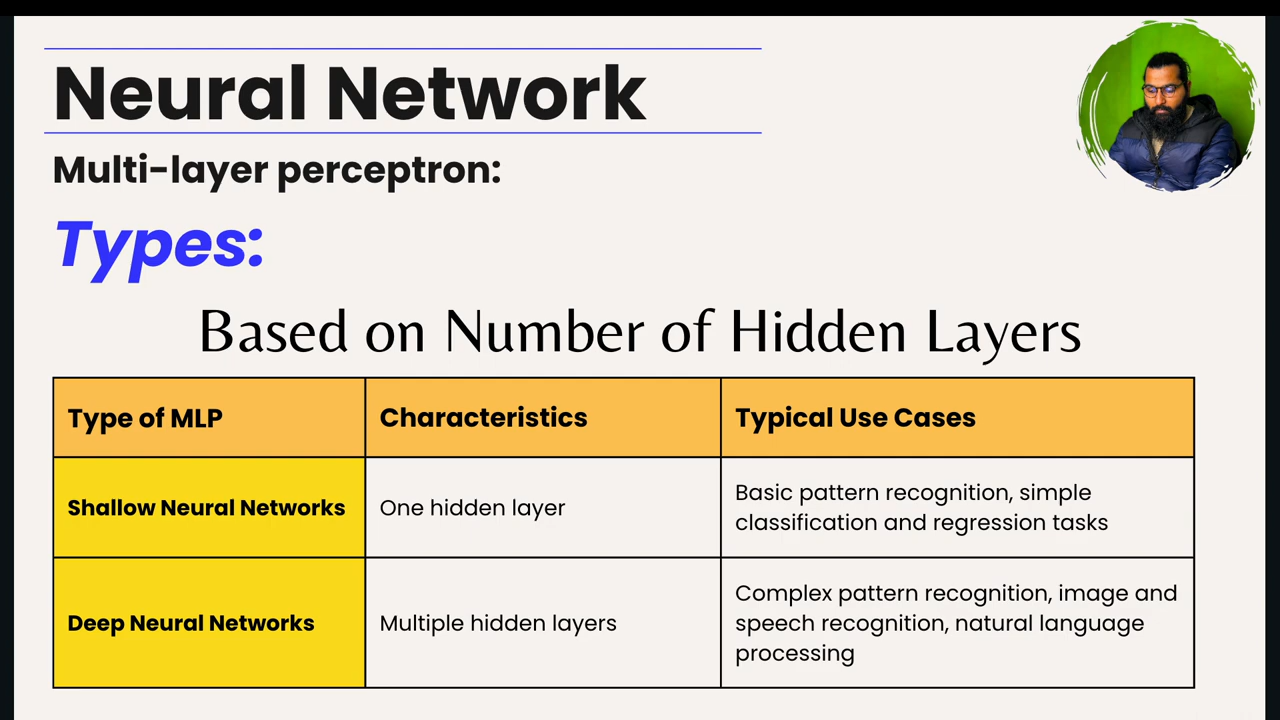 Neural Network
Multi-layer perceptron:
Types:
Based on Number of Hidden Layers
Type of MLP
Characteristics
Typical Use Cases
Shallow Neural Networks
One hidden layer
Basic pattern recognition, simple
classification and regression tasks
Deep Neural Networks
Multiple hidden layers
Complex pattern recognition, image and
speech recognition, natural language
processing